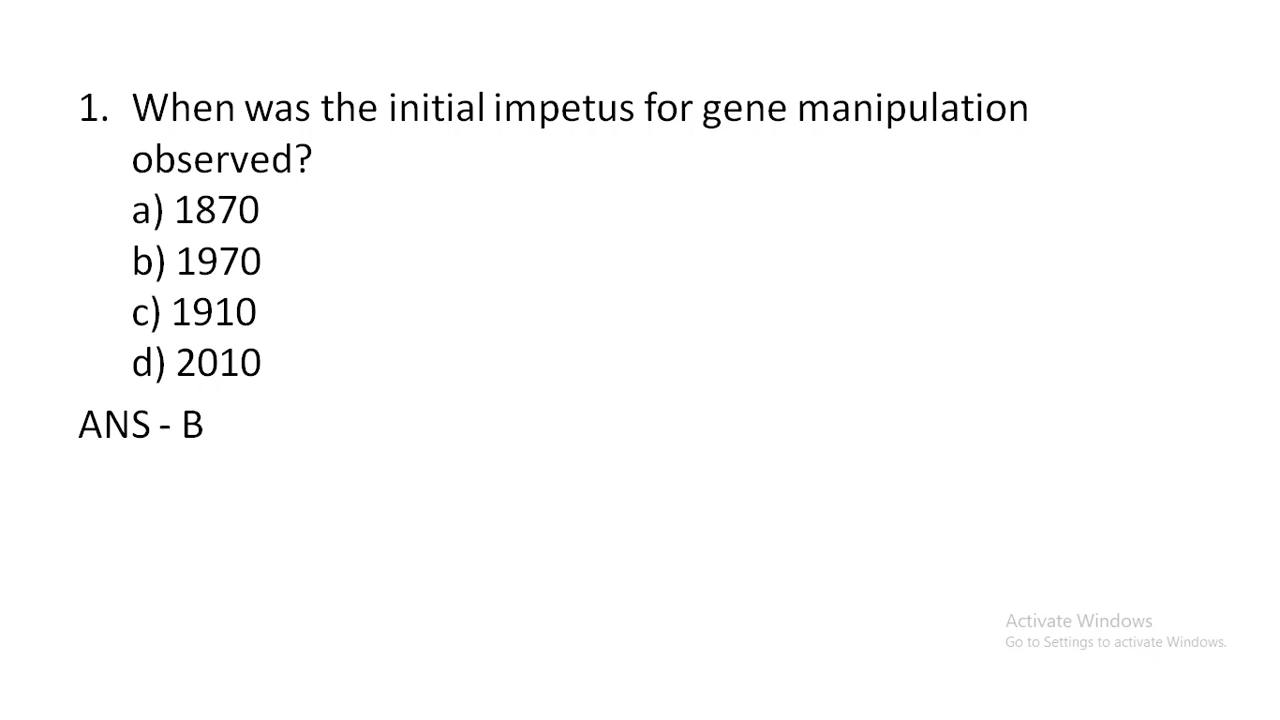 1. When was the initial impetus for gene manipulation
observed?
a) 1870
b) 1970
c) 1910
d) 2010
ANS - B
Activate Windows
Go to Settings to activate Windows.